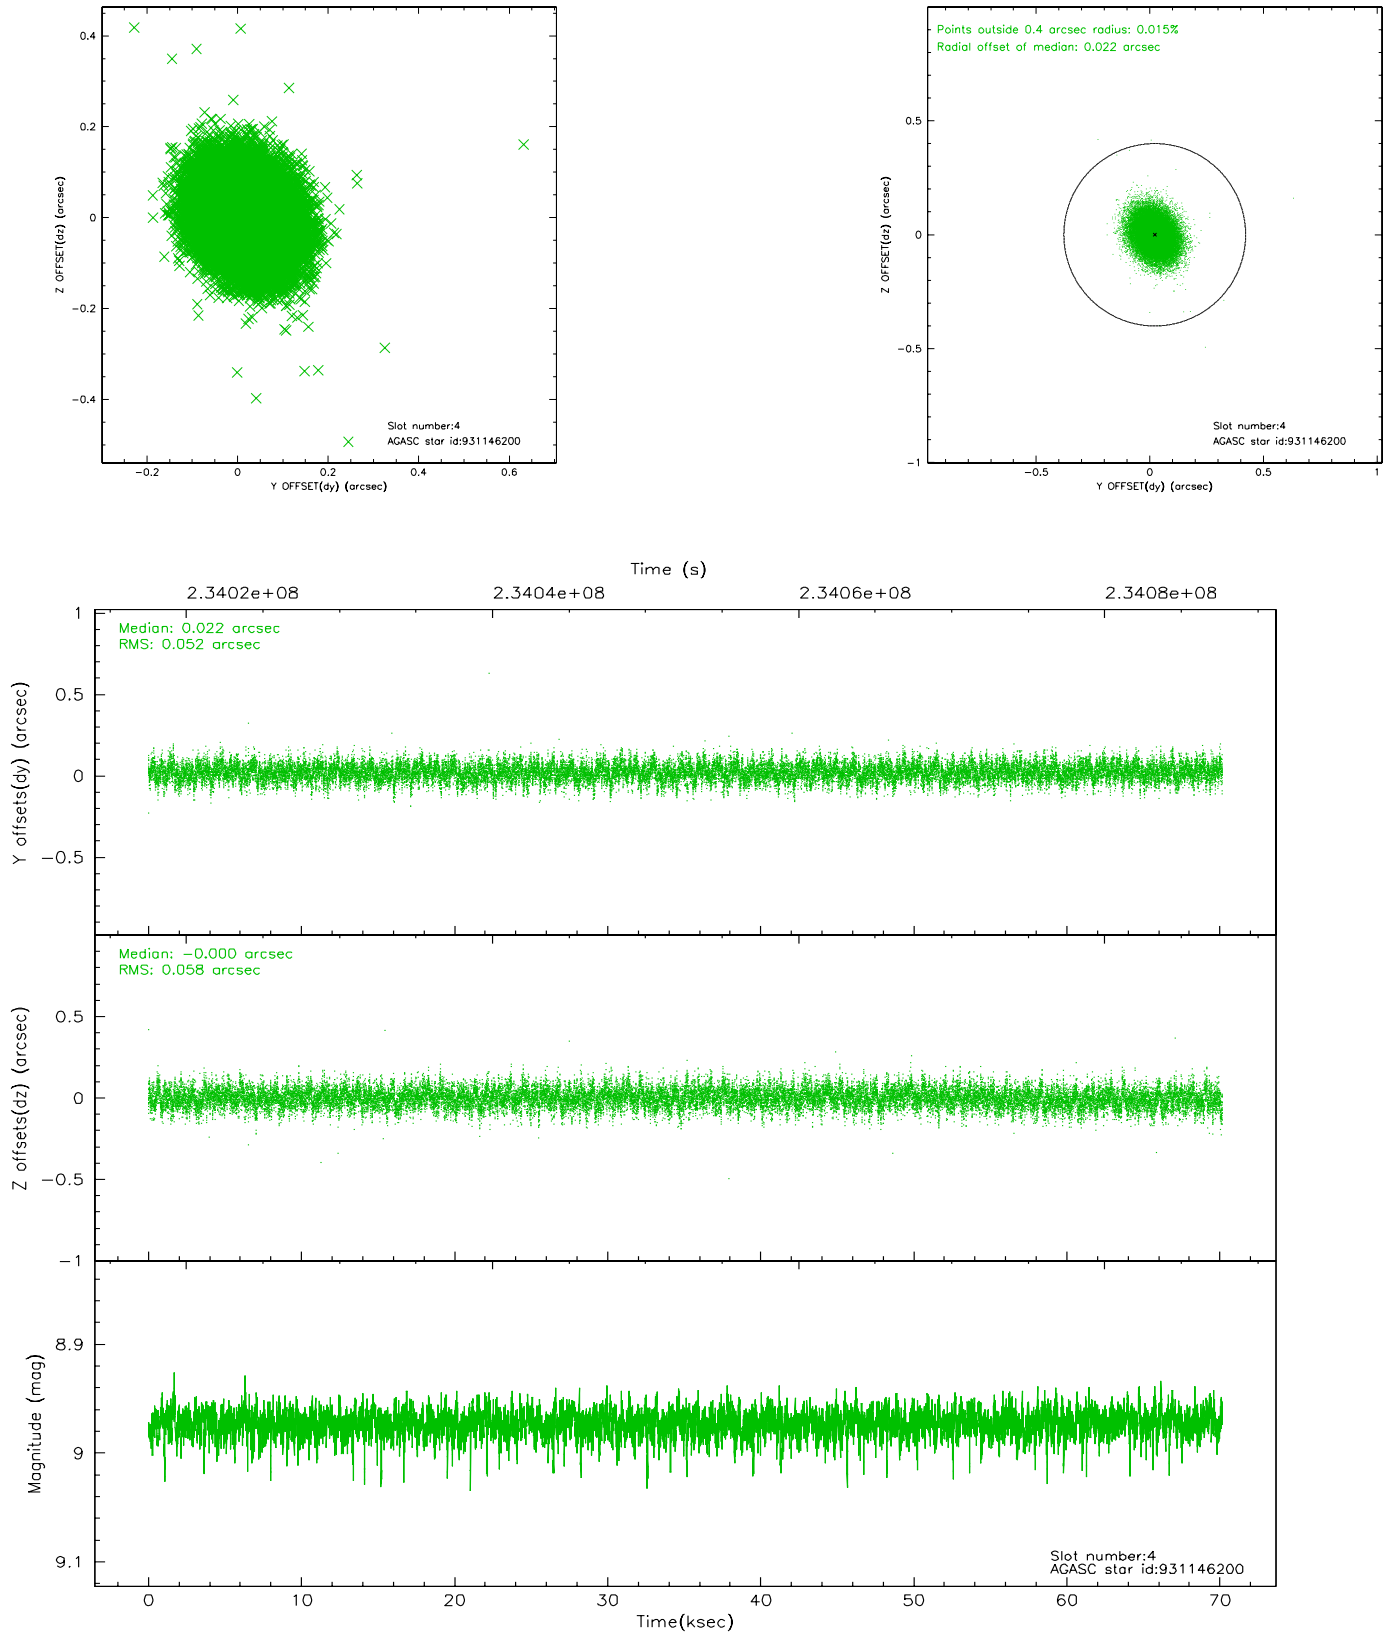 0.4
0.2
0
−0.2
−0.4
Z OFFSET(dz) (arcsec)
Slot number:4
AGASC star id:931146200
−0.2
0
0.2
0.4
0.6
Y OFFSET(dy) (arcsec)
Points outside 0.4 arcsec radius: 0.015%
Radial offset of median: 0.022 arcsec
0.5
0
−0.5
−1
Z OFFSET(dz) (arcsec)
Slot number:4
AGASC star id:931146200
−0.5
0
0.5
1
Y OFFSET(dy) (arcsec)
Time (s)
2.3402e+08
2.3404e+08
2.3406e+08
2.3408e+08
Median: 0.022 arcsec
RMS: 0.052 arcsec
1
0.5
0
−0.5
Y offsets(dy) (arcsec)
Median: −0.000 arcsec
RMS: 0.058 arcsec
0.5
0
−0.5
−1
Z offsets(dz) (arcsec)
8.9
9
9.1
Magnitude (mag)
Slot number:4
AGASC star id:931146200
0
10
20
30
40
50
60
70
Time(ksec)